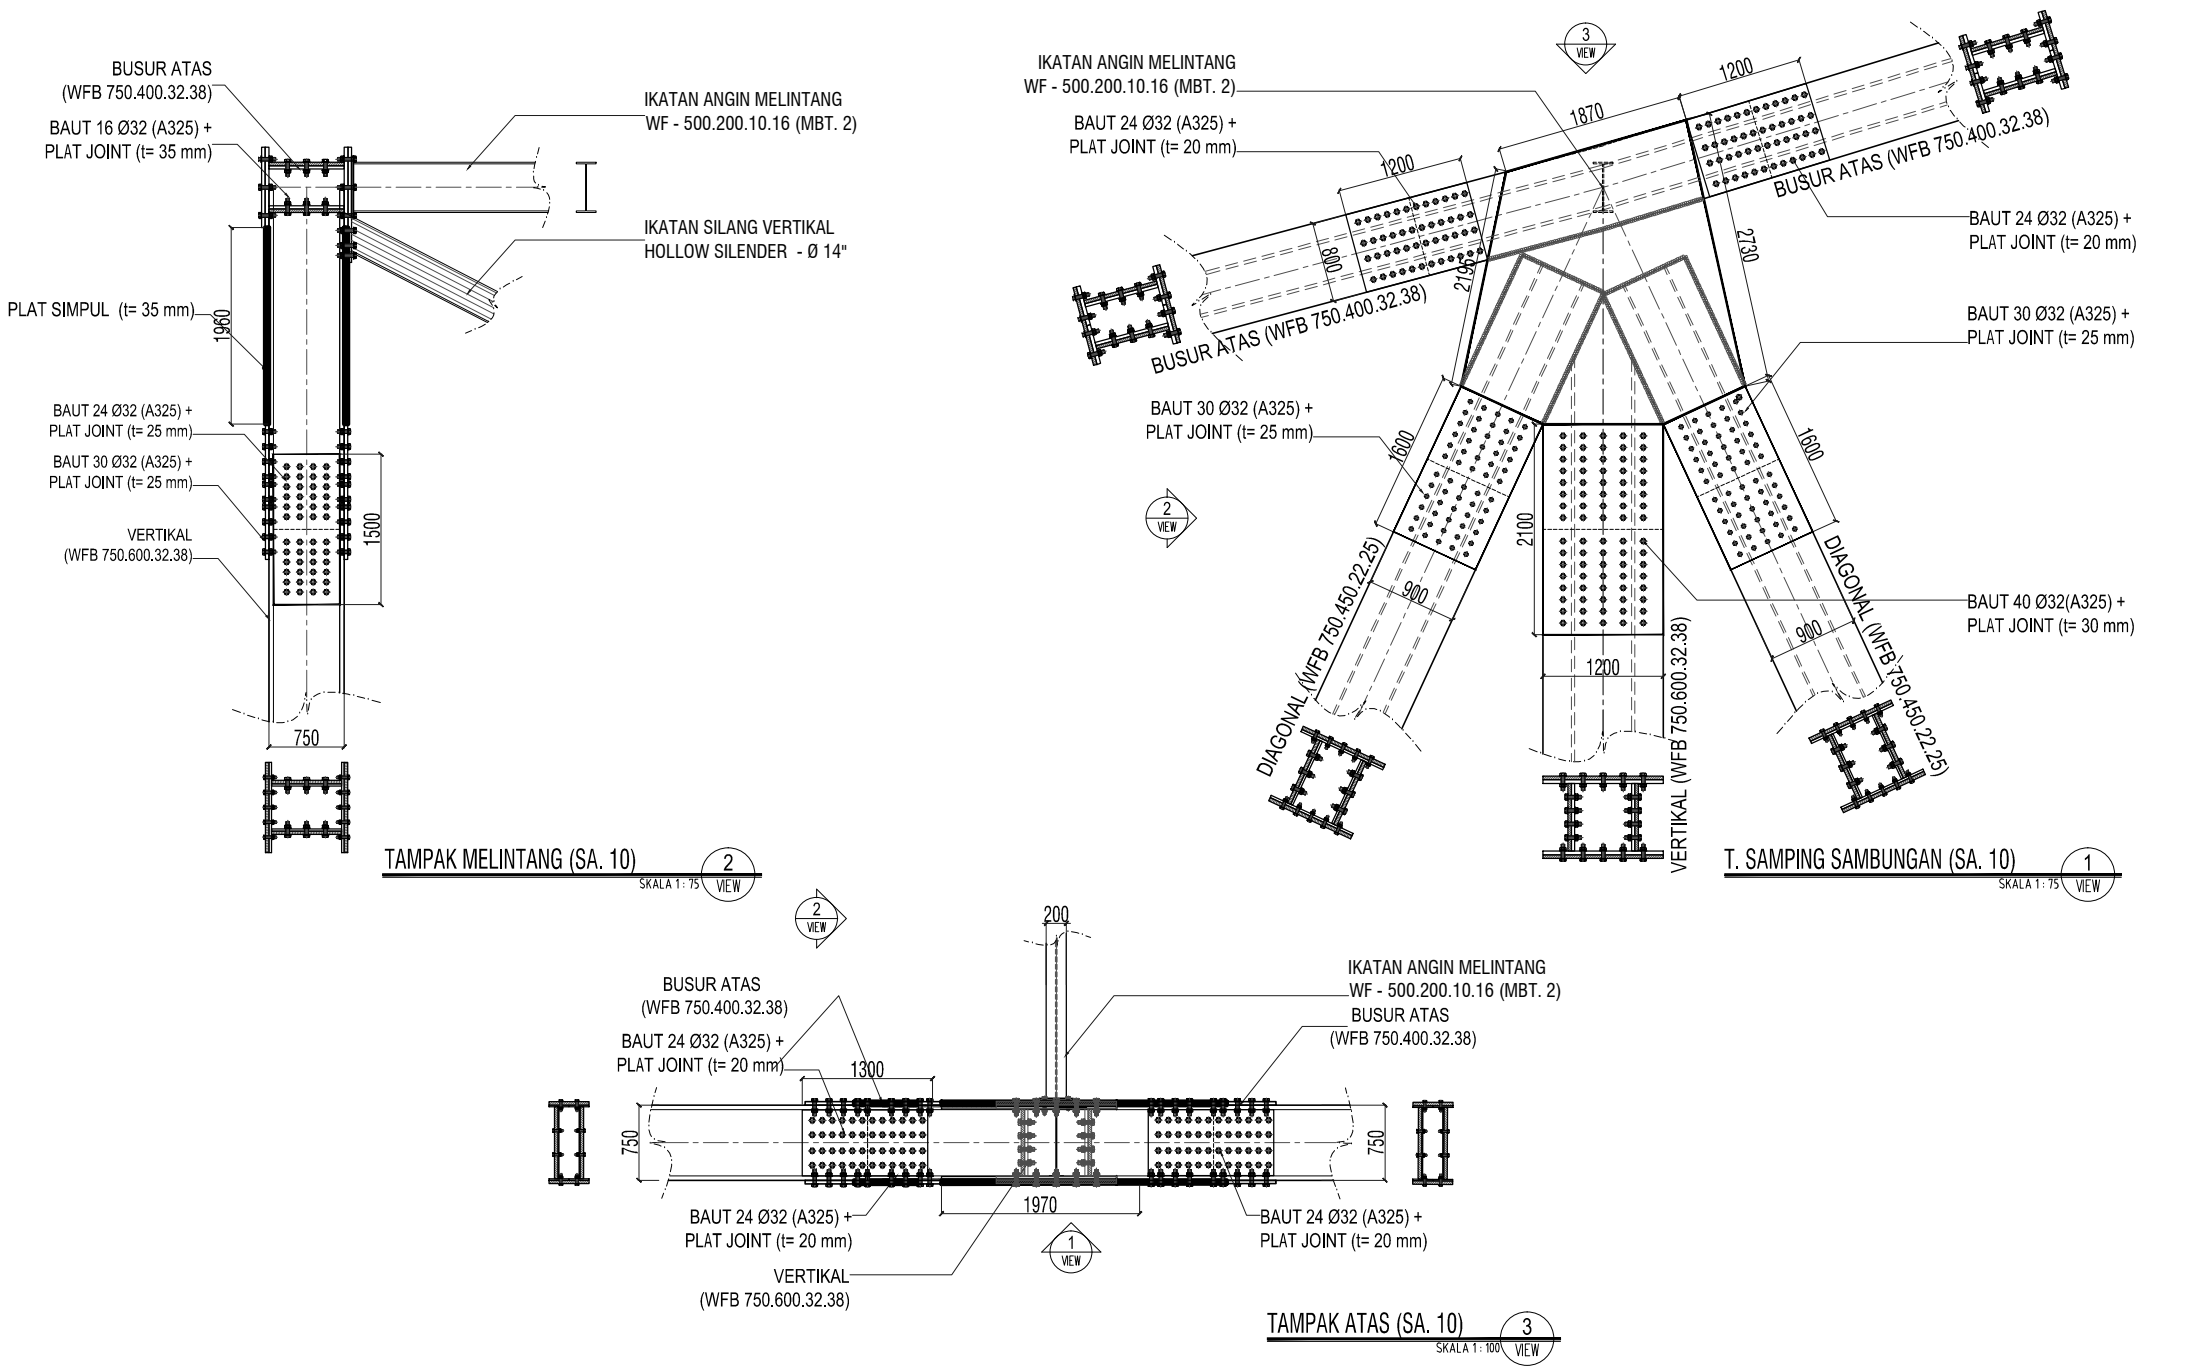 BUSUR ATAS
(WFB 750.400.32.38)
BAUT 16 Ø32 (A325) +
PLAT JOINT (t= 35 mm)
IKATAN ANGIN MELINTANG
WF - 500.200.10.16 (MBT. 2)
IKATAN SILANG VERTIKAL
HOLLOW SILENDER - Ø 14"
PLAT SIMPUL (t= 35 mm)
1960
BAUT 24 Ø32 (A325) +
PLAT JOINT (t= 25 mm)
BAUT 30 Ø32 (A325) +
PLAT JOINT (t= 25 mm)
VERTIKAL
(WFB 750.600.32.38)
1500
750
TAMPAK MELINTANG (SA. 10)
SKALA 1 : 75
2
VIEW
3
VIEW
IKATAN ANGIN MELINTANG
WF - 500.200.10.16 (MBT. 2)
BAUT 24 Ø32 (A325) +
PLAT JOINT (t= 20 mm)
1200
1870
1200
BUSUR ATAS (WFB 750.400.32.38)
BAUT 24 Ø32 (A325) +
PLAT JOINT (t= 20 mm)
800
2195
2730
BUSUR ATAS (WFB 750.400.32.38)
BAUT 30 Ø32 (A325) +
PLAT JOINT (t= 25 mm)
BAUT 30 Ø32 (A325) +
PLAT JOINT (t= 25 mm)
1600
1600
2
VIEW
2100
900
900
1200
BAUT 40 Ø32(A325) +
PLAT JOINT (t= 30 mm)
DIAGONAL (WFB 750.450.22.25)
VERTIKAL (WFB 750.600.32.38)
DIAGONAL (WFB 750.450.22.25)
T. SAMPING SAMBUNGAN (SA. 10)
SKALA 1 : 75
1
VIEW
2
VIEW
200
BUSUR ATAS
(WFB 750.400.32.38)
BAUT 24 Ø32 (A325) +
PLAT JOINT (t= 20 mm)
1300
IKATAN ANGIN MELINTANG
WF - 500.200.10.16 (MBT. 2)
BUSUR ATAS
(WFB 750.400.32.38)
750
750
1970
BAUT 24 Ø32 (A325) +
PLAT JOINT (t= 20 mm)
BAUT 24 Ø32 (A325) +
PLAT JOINT (t= 20 mm)
1
VIEW
VERTIKAL
(WFB 750.600.32.38)
TAMPAK ATAS (SA. 10)
SKALA 1 : 100
3
VIEW